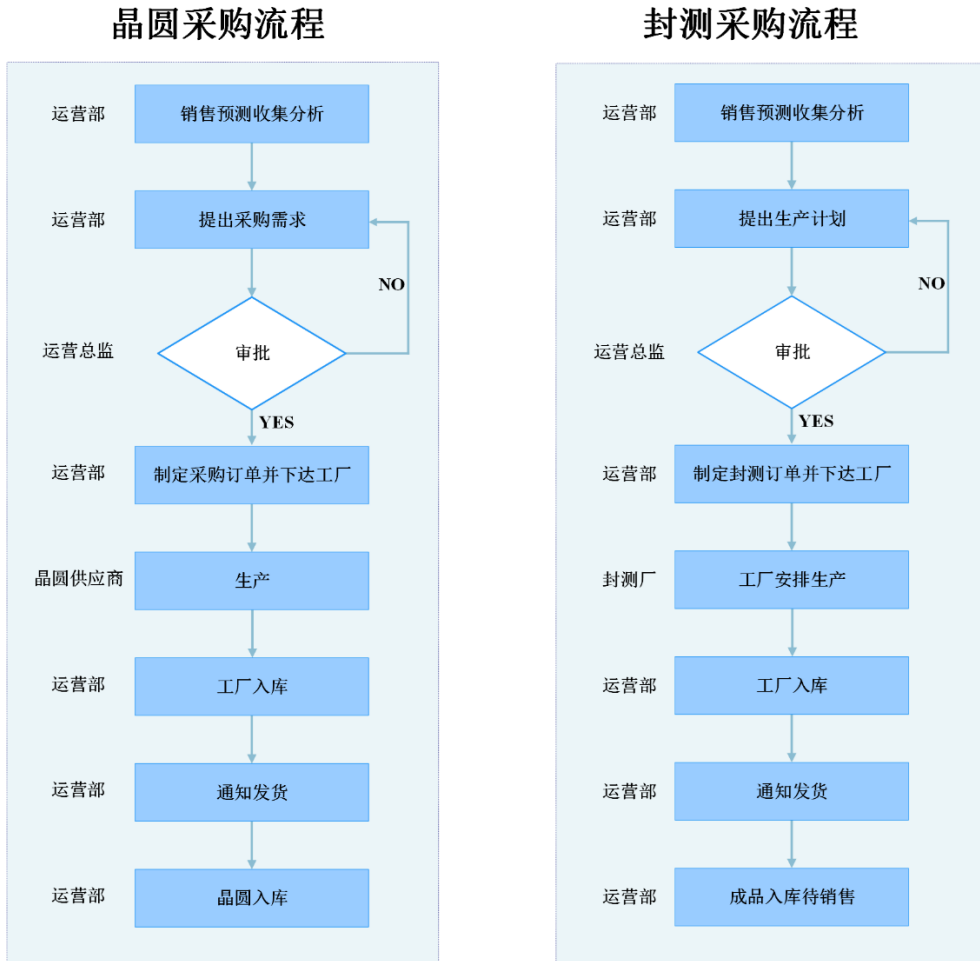 晶圆采购流程
运营部
销售预测收集分析
运营部
提出采购需求
NO
运营总监
审批
YES
运营部
制定采购订单并下达工厂
晶圆供应商
生产
运营部
工厂入库
运营部
通知发货
运营部
晶圆入库
封测采购流程
运营部
销售预测收集分析
运营部
提出生产计划
NO
运营总监
审批
YES
运营部
制定封测订单并下达工厂
封测厂
工厂安排生产
运营部
工厂入库
运营部
通知发货
运营部
成品入库待销售